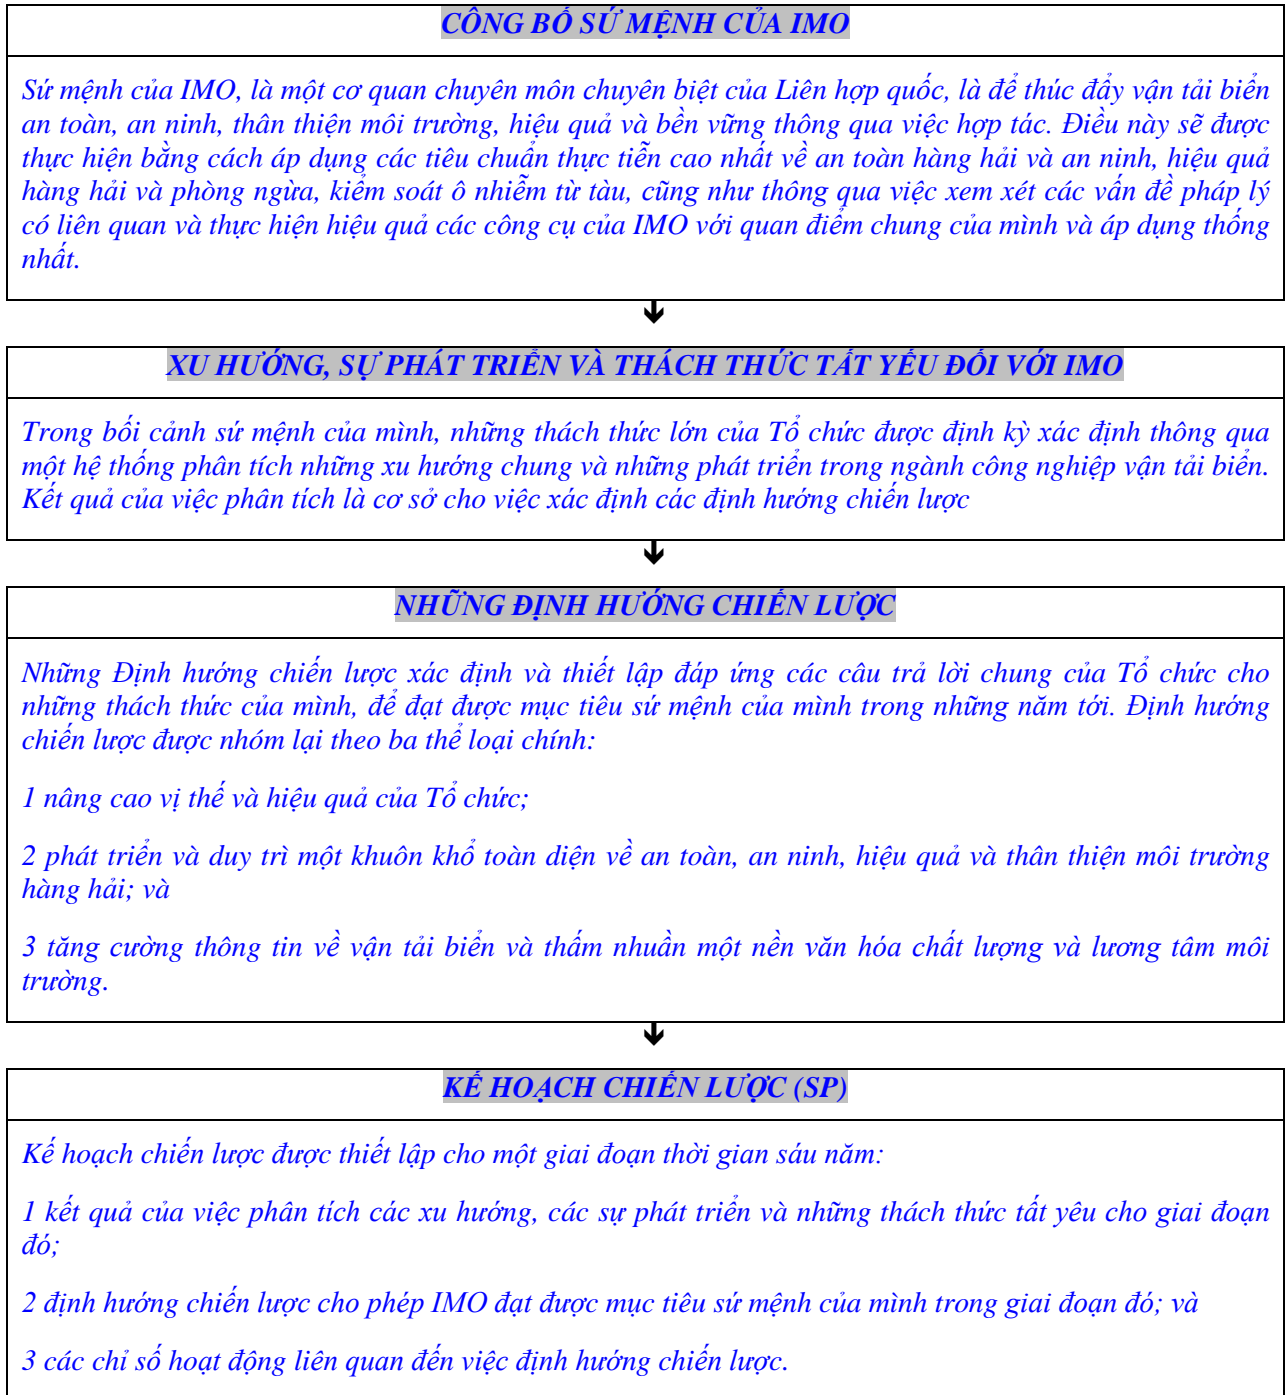 CÔNG BỐ SỨ MỆNH CỦA IMO
Sứ mệnh của IMO, là một cơ quan chuyên môn chuyên biệt của Liên hợp quốc, là để thúc đẩy vận tải biển
an toàn, an ninh, thân thiện môi trường, hiệu quả và bền vững thông qua việc hợp tác. Điều này sẽ được
thực hiện bằng cách áp dụng các tiêu chuẩn thực tiễn cao nhất về an toàn hàng hải và an ninh, hiệu quả
hàng hải và phòng ngừa, kiểm soát ô nhiễm từ tàu, cũng như thông qua việc xem xét các vấn đề pháp lý
có liên quan và thực hiện hiệu quả các công cụ của IMO với quan điểm chung của mình và áp dụng thống
nhất.
XU HƯỚNG, SỰ PHÁT TRIỂN VÀ THÁCH THỨC TẤT YẾU ĐỐI VỚI IMO
Trong bối cảnh sứ mệnh của mình, những thách thức lớn của Tổ chức được định kỳ xác định thông qua
một hệ thống phân tích những xu hướng chung và những phát triển trong ngành công nghiệp vận tải biển.
Kết quả của việc phân tích là cơ sở cho việc xác định các định hướng chiến lược
NHỮNG ĐỊNH HƯỚNG CHIẾN LƯỢC
Những Định hướng chiến lược xác định và thiết lập đáp ứng các câu trả lời chung của Tổ chức cho
những thách thức của mình, để đạt được mục tiêu sứ mệnh của mình trong những năm tới. Định hướng
chiến lược được nhóm lại theo ba thể loại chính:
1 nâng cao vị thế và hiệu quả của Tổ chức;
2 phát triển và duy trì một khuôn khổ toàn diện về an toàn, an ninh, hiệu quả và thân thiện môi trường
hàng hải; và
3 tăng cường thông tin về vận tải biển và thấm nhuần một nền văn hóa chất lượng và lương tâm môi
trường.
KẾ HOẠCH CHIẾN LƯỢC (SP)
Kế hoạch chiến lược được thiết lập cho một giai đoạn thời gian sáu năm:
1 kết quả của việc phân tích các xu hướng, các sự phát triển và những thách thức tất yêu cho giai đoạn
đó;
2 định hướng chiến lược cho phép IMO đạt được mục tiêu sứ mệnh của mình trong giai đoạn đó; và
3 các chỉ số hoạt động liên quan đến việc định hướng chiến lược.